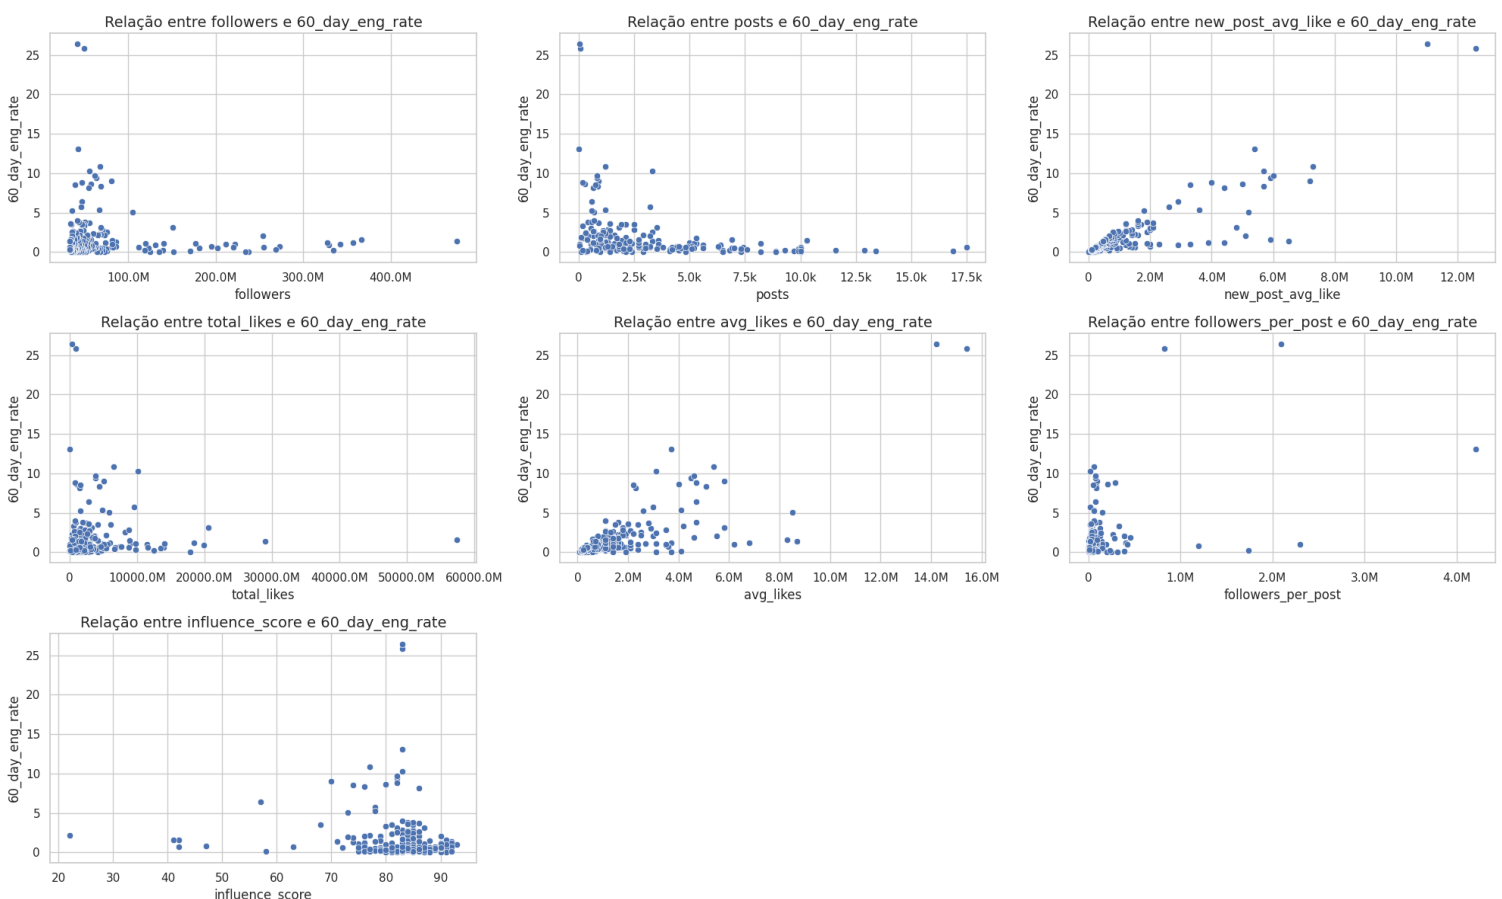 Relação entre followers e 60_day_eng_rate
60_day_eng_rate
25
20
15
10
5
0
100.0M 200.0M 300.0M 400.0M
followers
Relação entre posts e 60_day_eng_rate
60_day_eng_rate
25
20
15
10
5
0
0 2.5k 5.0k 7.5k 10.0k 12.5k 15.0k 17.5k
posts
Relação entre new_post_avg_like e 60_day_eng_rate
60_day_eng_rate
25
20
15
10
5
0
0 2.0M 4.0M 6.0M 8.0M 10.0M 12.0M
new_post_avg_like
Relação entre total_likes e 60_day_eng_rate
60_day_eng_rate
25
20
15
10
5
0
0 10000.0M 20000.0M 30000.0M 40000.0M 50000.0M 60000.0M
total_likes
Relação entre avg_likes e 60_day_eng_rate
60_day_eng_rate
25
20
15
10
5
0
0 2.0M 4.0M 6.0M 8.0M 10.0M 12.0M 14.0M 16.0M
avg_likes
Relação entre followers_per_post e 60_day_eng_rate
60_day_eng_rate
25
20
15
10
5
0
0 1.0M 2.0M 3.0M 4.0M
followers_per_post
Relação entre influence_score e 60_day_eng_rate
60_day_eng_rate
25
20
15
10
5
0
20 30 40 50 60 70 80 90
influence_score